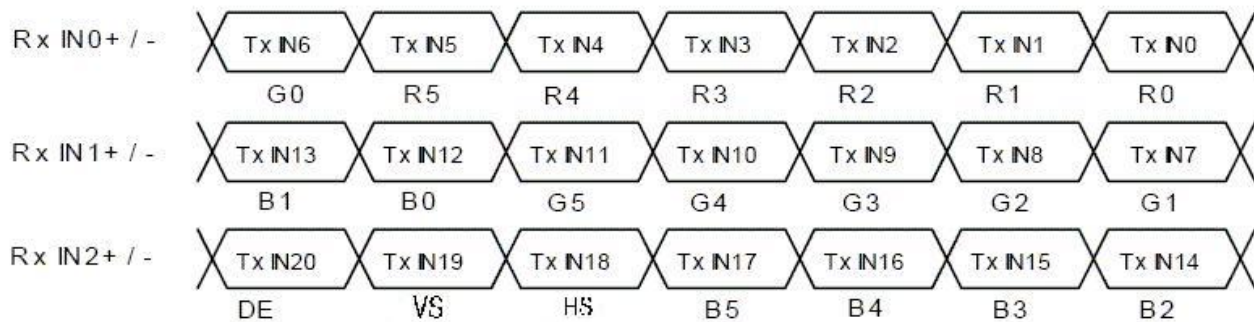 Rx IN0+ / - Tx IN6 Tx IN5 Tx IN4 Tx IN3 Tx IN2 Tx IN1 Tx IN0
G0 R5 R4 R3 R2 R1 R0
Rx IN1+ / - Tx IN13 Tx IN12 Tx IN11 Tx IN10 Tx IN9 Tx IN8 Tx IN7
B1 B0 G5 G4 G3 G2 G1
Rx IN2+ / - Tx IN20 Tx IN19 Tx IN18 Tx IN17 Tx IN16 Tx IN15 Tx IN14
DE VS HS B5 B4 B3 B2